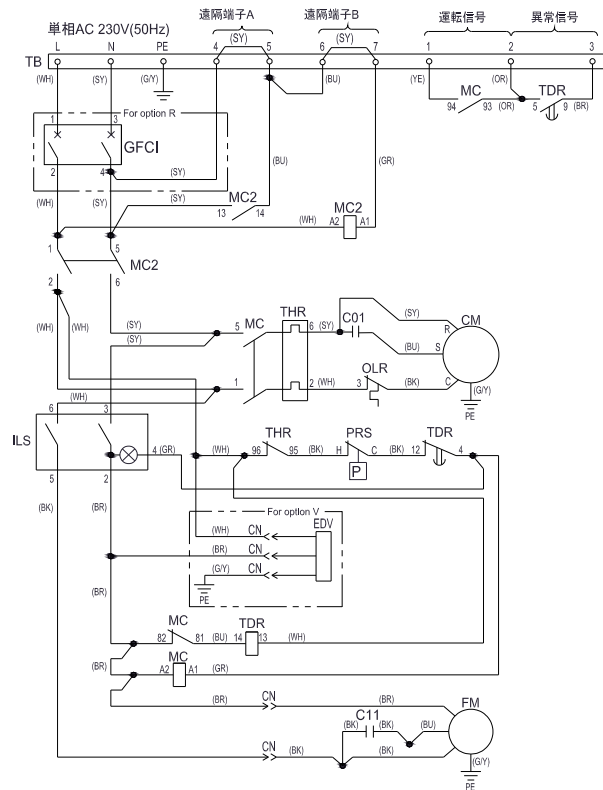 単相AC 230V(50Hz)
遠隔端子A
遠隔端子B
運転信号
異常信号
L N PE 4 (SY) 5 6 (SY) 7 1 2 3
TB
(WH) (SY) (G/Y) (BU) (YE) (OR)
MC TDR
94 93 (OR) 5 9 (BR)
For option R
1 3
GFCI
2 4
(SY) (BU) (GR)
(WH) (SY) (SY) MC2
13 14
MC2
(WH) A2 A1
1 5
MC2
2 6
(WH) (WH) (SY) (SY)
5 MC THR 6 (SY) C01 (SY) CM
R
(BU) S
OLR
1 2 (WH) 3 (BK) C
(G/Y)
PE
(WH)
6 3
ILS
4 (GR)
5 2
(WH) 96 THR 95 (BK) H PRS C (BK) 12 TDR 4
P
(BK) (BR)
For option V
EDV
(WH) CN
(BR) CN
(G/Y) CN
PE
(BR)
MC TDR
82 81 (BU) 14 13 (WH)
(BR) MC
A2 A1 (GR)
(BR) CN (BR) FM
C11
(BK) (BK) (BU)
CN
(BK) (BK) (G/Y)
PE